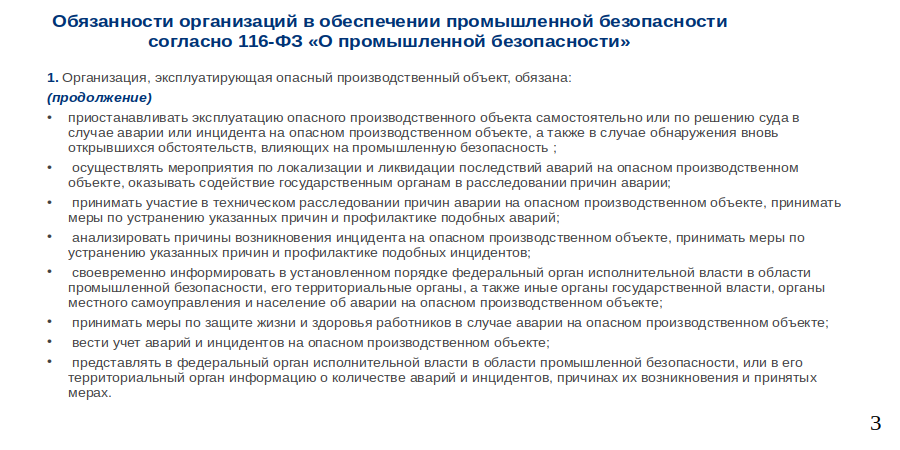 Обязанности организаций в обеспечении промышленной безопасности
согласно 116-ФЗ «О промышленной безопасности»
1. Организация, эксплуатирующая опасный производственный объект, обязана:
(продолжение)
• приостанавливать эксплуатацию опасного производственного объекта самостоятельно или по решению суда в
случае аварии или инцидента на опасном производственном объекте, а также в случае обнаружения вновь
открывшихся обстоятельств, влияющих на промышленную безопасность ;
• осуществлять мероприятия по локализации и ликвидации последствий аварий на опасном производственном
объекте, оказывать содействие государственным органам в расследовании причин аварии;
• принимать участие в техническом расследовании причин аварии на опасном производственном объекте, принимать
меры по устранению указанных причин и профилактике подобных аварий;
• анализировать причины возникновения инцидента на опасном производственном объекте, принимать меры по
устранению указанных причин и профилактике подобных инцидентов;
• своевременно информировать в установленном порядке федеральный орган исполнительной власти в области
промышленной безопасности, его территориальные органы, а также иные органы государственной власти, органы
местного самоуправления и население об аварии на опасном производственном объекте;
• принимать меры по защите жизни и здоровья работников в случае аварии на опасном производственном объекте;
• вести учет аварий и инцидентов на опасном производственном объекте;
• представлять в федеральный орган исполнительной власти в области промышленной безопасности, или в его
территориальный орган информацию о количестве аварий и инцидентов, причинах их возникновения и принятых
мерах.
3